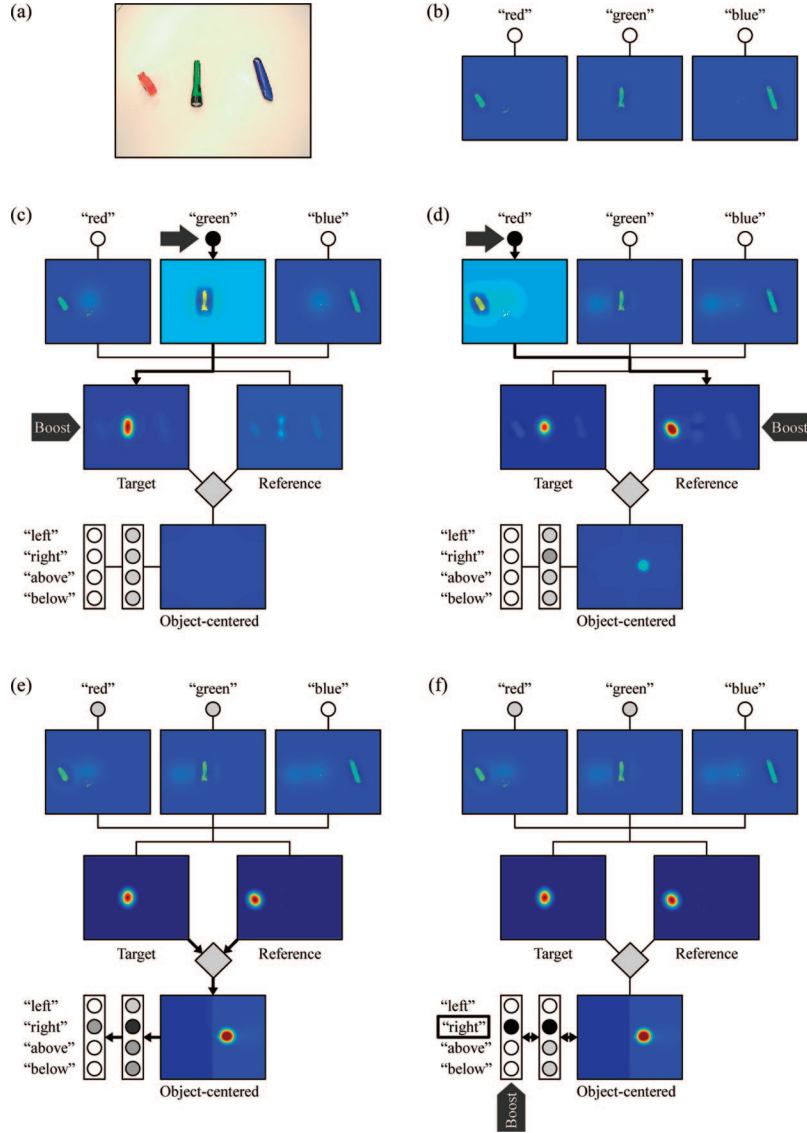 (a)
(b)
“red” “green” “blue”
(c)
“red” “green” “blue”
Boost
Target Reference
“left”
“right”
“above”
“below”
Object-centered
(d)
“red” “green” “blue”
Boost
Target Reference
“left”
“right”
“above”
“below”
Object-centered
(e)
“red” “green” “blue”
Target Reference
“left”
“right”
“above”
“below”
Object-centered
(f)
“red” “green” “blue”
Target Reference
“left”
“right”
“above”
“below”
Object-centered
Boost